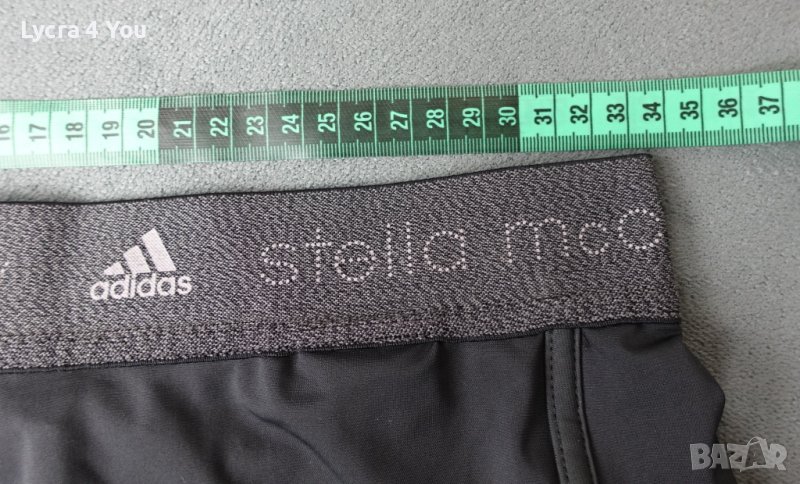 Lycra 4 You
16 17 18 19 20 21 22 23 24 25 26 27 28 29 30 31 32 33 34 35 36 37
adidas
stella mcC
BAZAR